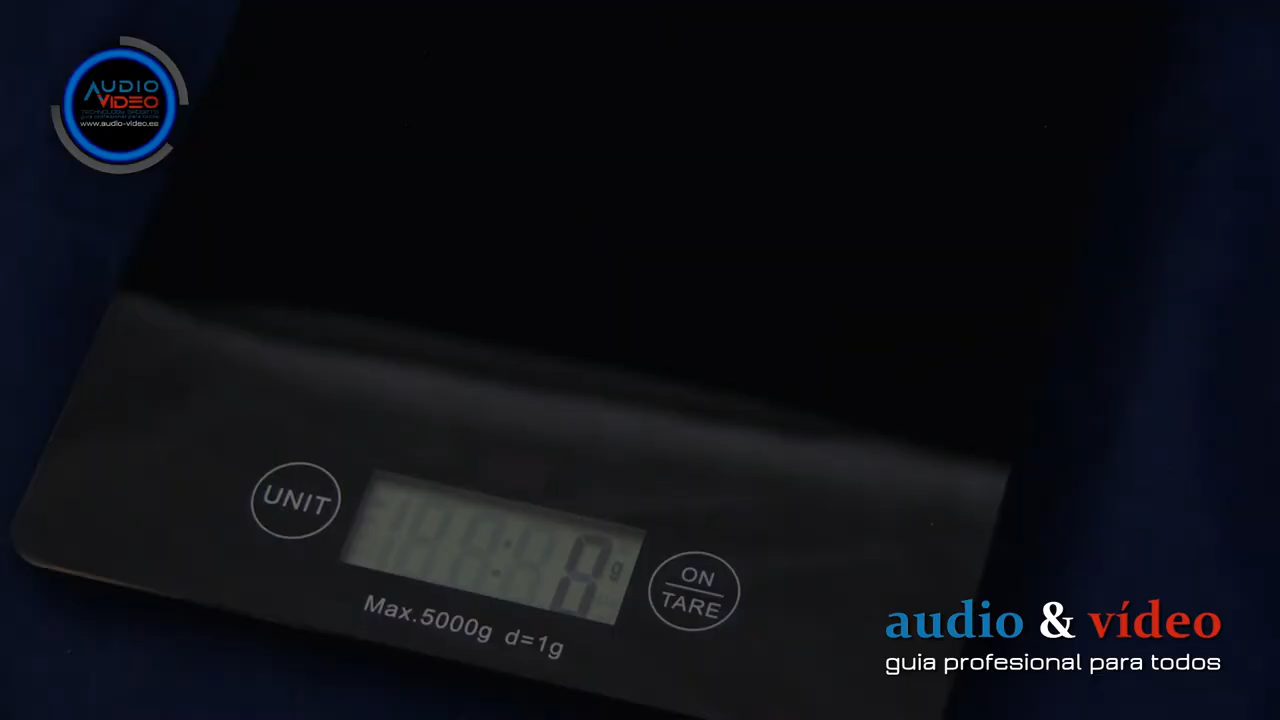 AUDIO
VIDEO
www.audio-video.es
UNIT
g
ON
TARE
Max.5000g d=1g
audio & vídeo
guia profesional para todos